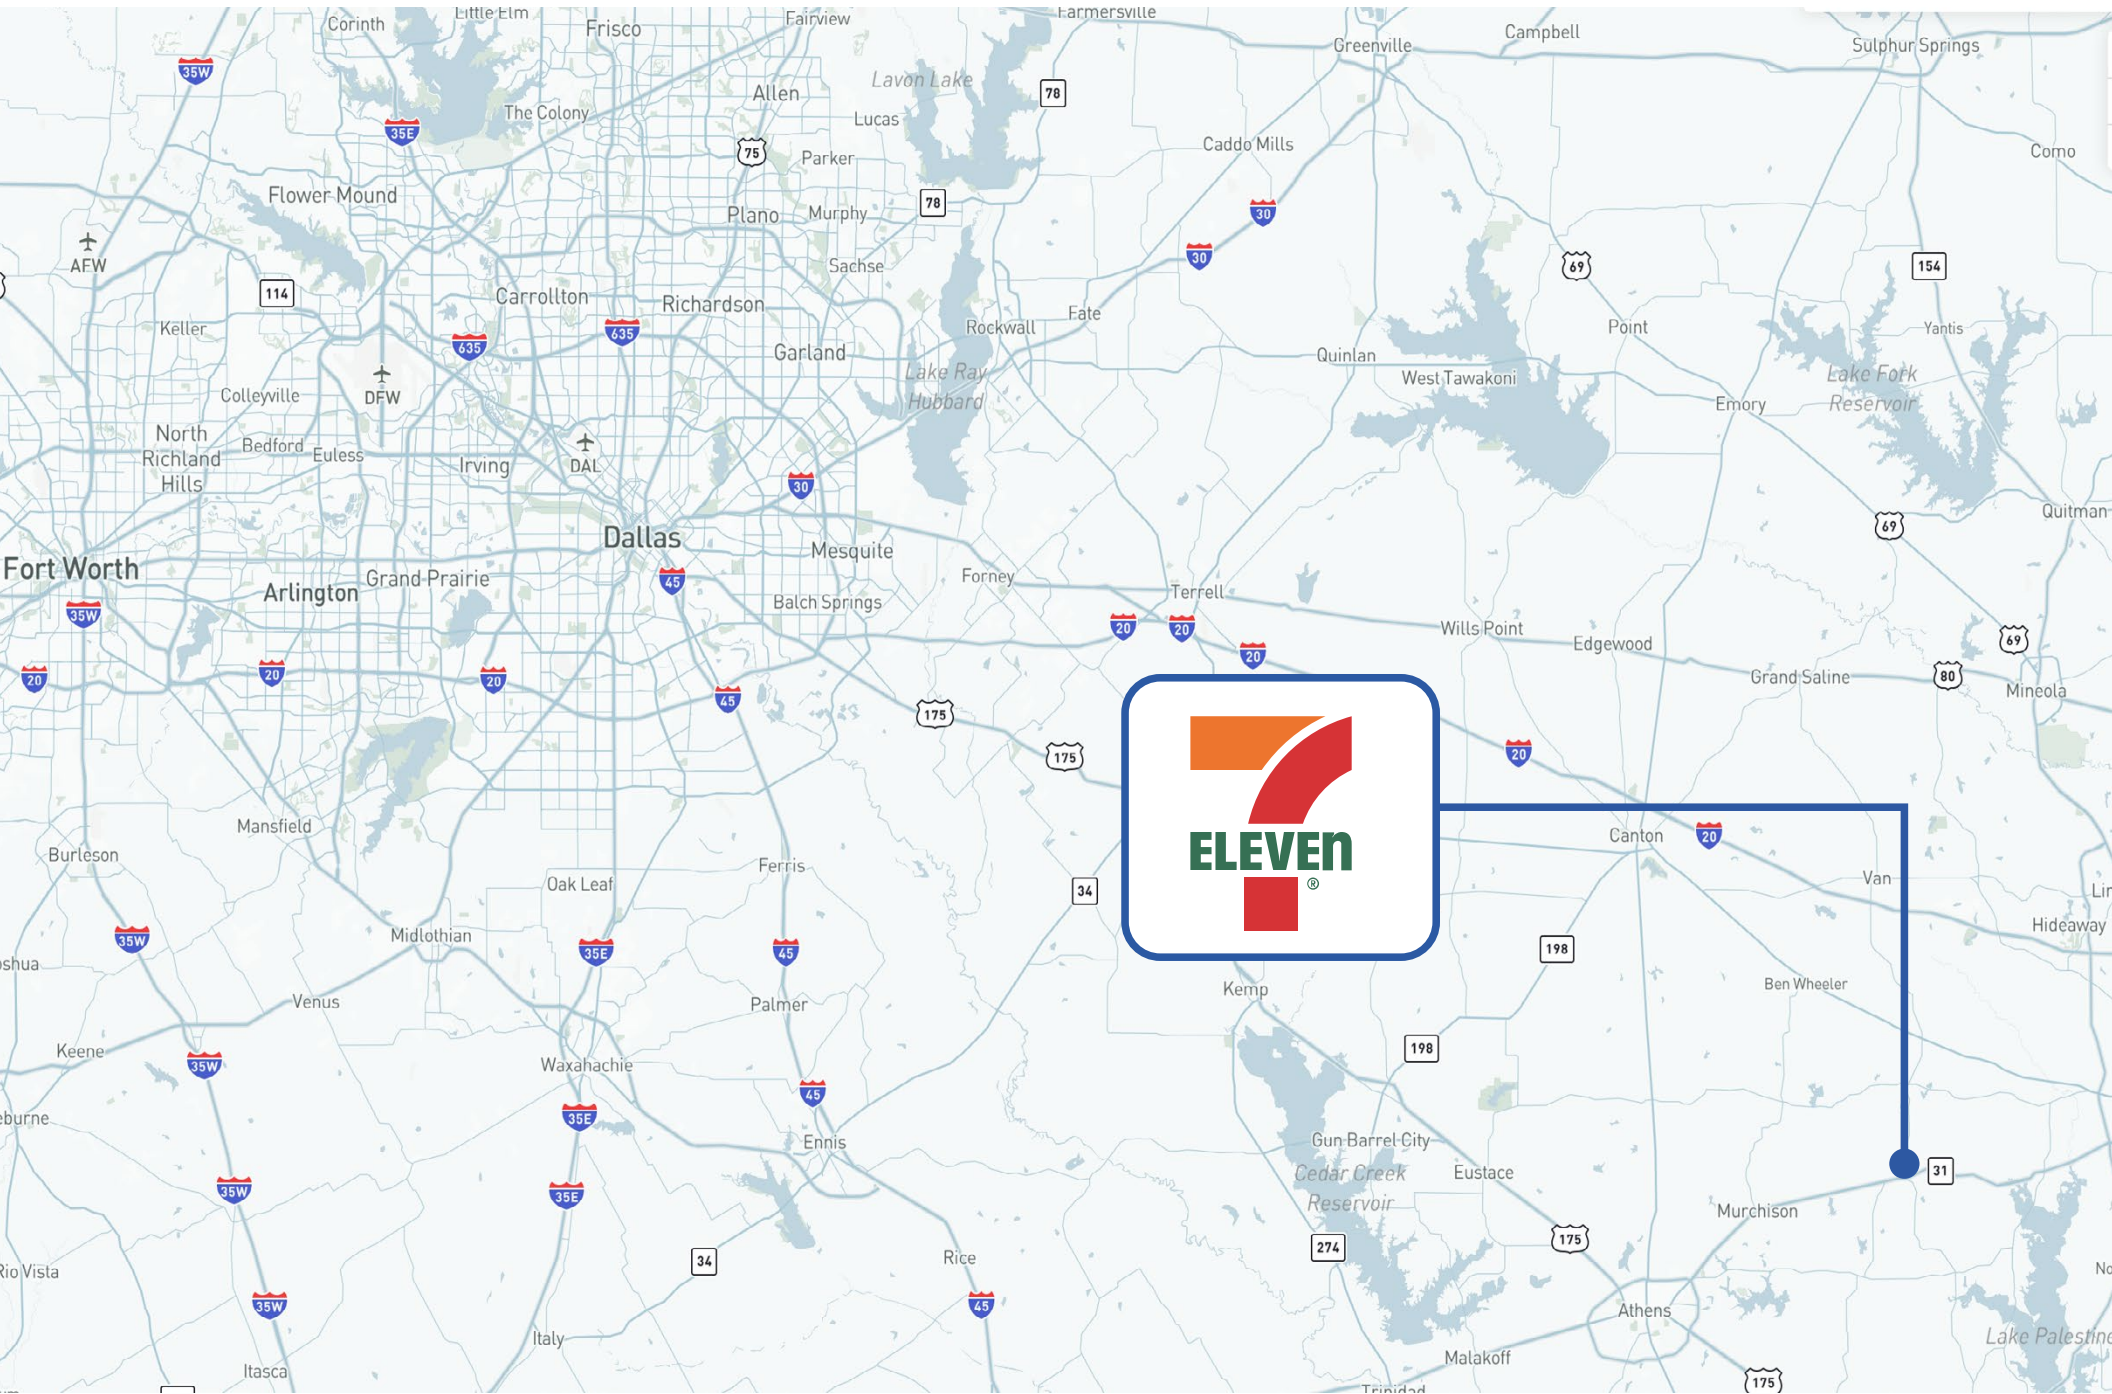 Corinth
Little Elm
Frisco
Fairview
Farmersville
Greenville
Campbell
Sulphur Springs
35W
35E
The Colony
Allen
Lavon Lake
78
Lucas
75
Parker
Caddo Mills
Como
Flower Mound
Plano
Murphy
78
30
AFW
Sachse
30
69
154
114
Carrollton
Richardson
Keller
635
635
Rockwall
Fate
Point
Yantis
Garland
Quinlan
DFW
Colleyville
Lake Ray
Hubbard
West Tawakoni
Emory
Lake Fork
Reservoir
North
Richland
Hills
Bedford
Euless
Irving
DAL
30
69
Quitman
Dallas
Mesquite
Fort Worth
Arlington
Grand Prairie
45
Forney
Terrell
35W
Balch Springs
20
20
20
Wills Point
Edgewood
69
20
20
20
45
Grand Saline
80
Mineola
175
175
20
7
ELEVEn
®
Mansfield
Canton
20
Burleson
Ferris
Oak Leaf
34
Van
Hideaway
35W
Midlothian
35E
45
198
shua
Venus
Palmer
Kemp
Ben Wheeler
Keene
35W
Waxahachie
198
45
eburne
35E
Ennis
Gun Barrel City
Cedar Creek
Reservoir
Eustace
31
35W
35E
Murchison
34
Rice
274
175
Rio Vista
35W
45
Athens
Italy
Lake Palestine
Itasca
Malakoff
175
Trinidad